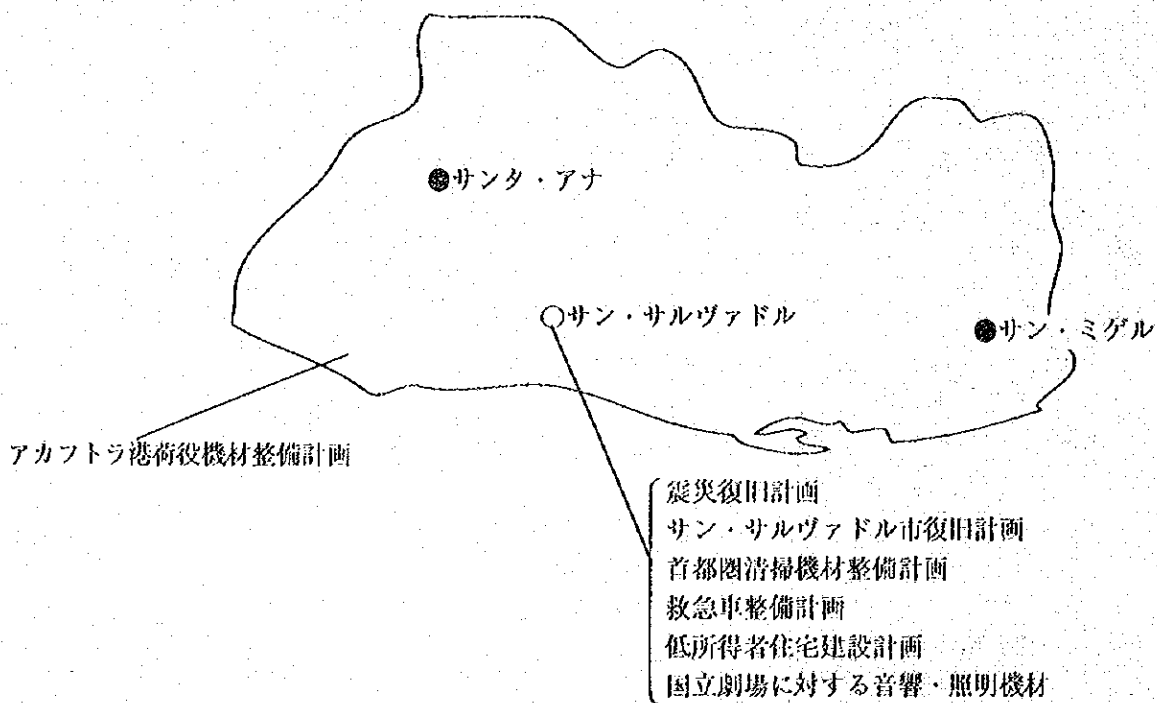 サンタ・アナ
サン・サルヴァドル
サン・ミゲル
アカフトラ港荷役機材整備計画
震災復旧計画
サン・サルヴァドル市復旧計画
首都圏清掃機材整備計画
救急車整備計画
低所得者住宅建設計画
国立劇場に対する音響・照明機材